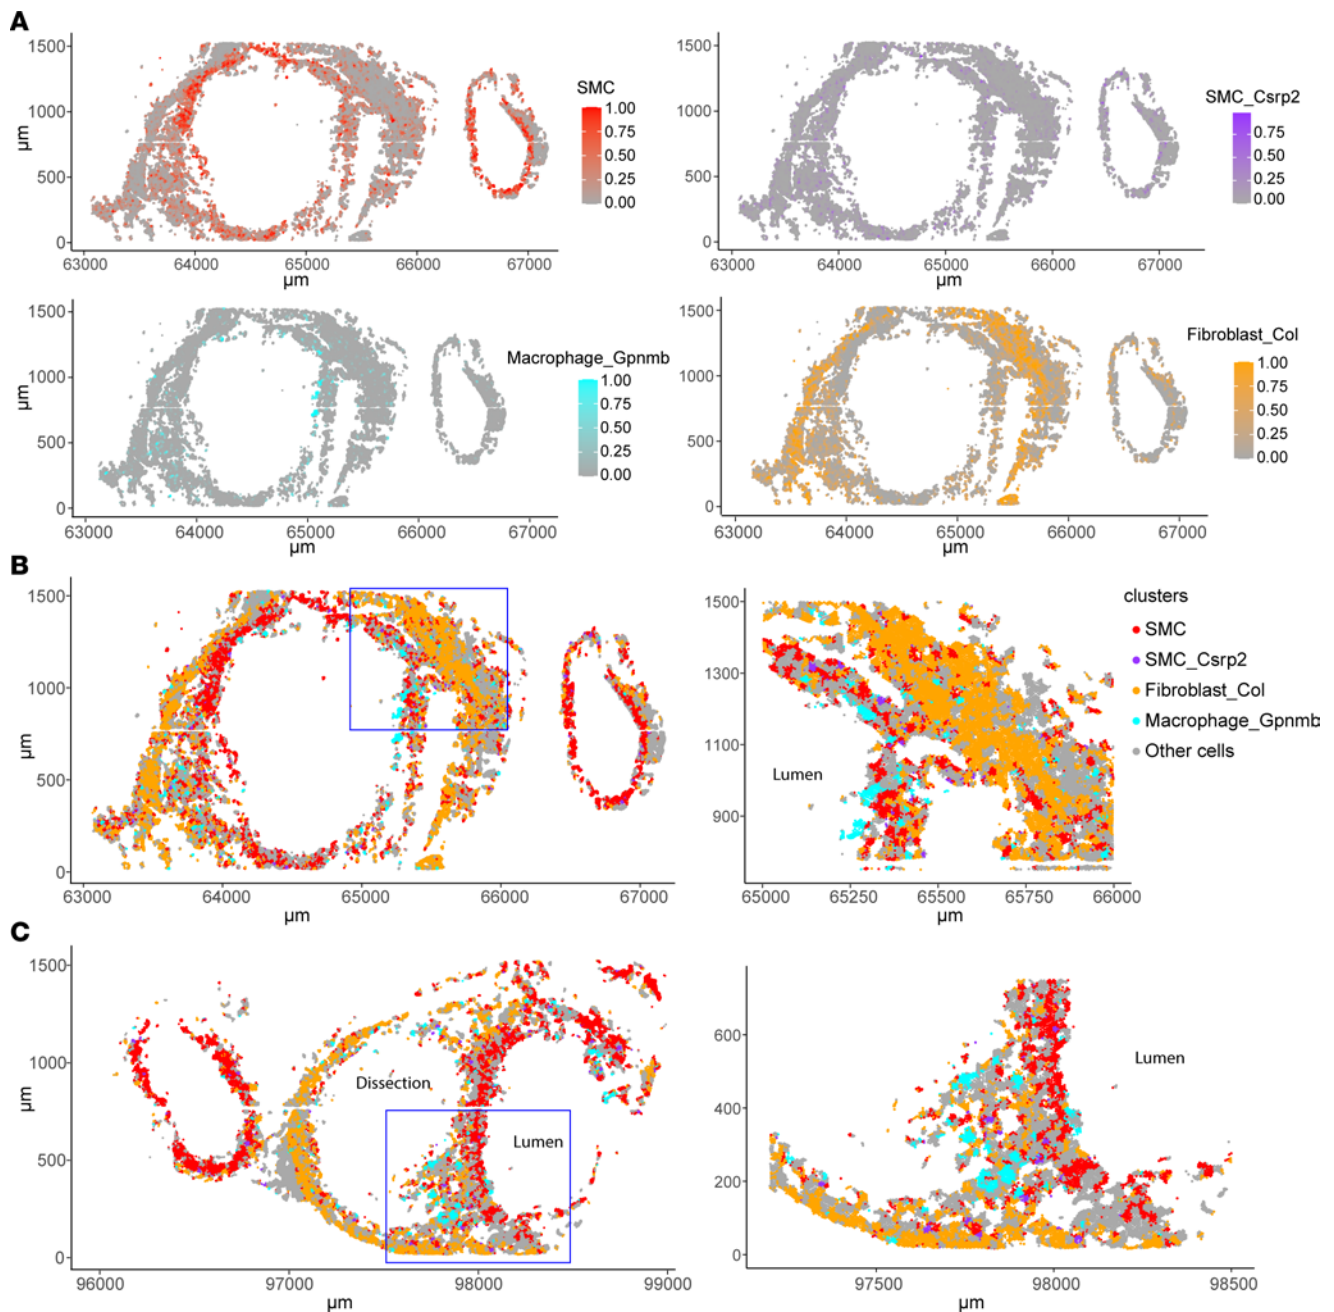 A
1500
1000
500
0
µm
63000 64000 65000 66000 67000
µm
SMC
1.00
0.75
0.50
0.25
0.00
1500
1000
500
0
63000 64000 65000 66000 67000
µm
SMC_Csrp2
0.75
0.50
0.25
0.00
1500
1000
500
0
µm
63000 64000 65000 66000 67000
µm
Macrophage_Gpnmb
1.00
0.75
0.50
0.25
0.00
1500
1000
500
0
63000 64000 65000 66000 67000
µm
Fibroblast_Col
1.00
0.75
0.50
0.25
0.00
B
1500
1000
500
0
µm
63000 64000 65000 66000 67000
µm
1500
1300
1100
900
Lumen
65000 65250 65500 65750 66000
µm
clusters
SMC
SMC_Csrp2
Fibroblast_Col
Macrophage_Gpnmb
Other cells
C
1500
1000
500
0
µm
Dissection
Lumen
96000 97000 98000 99000
µm
600
400
200
0
Lumen
97500 98000 98500
µm